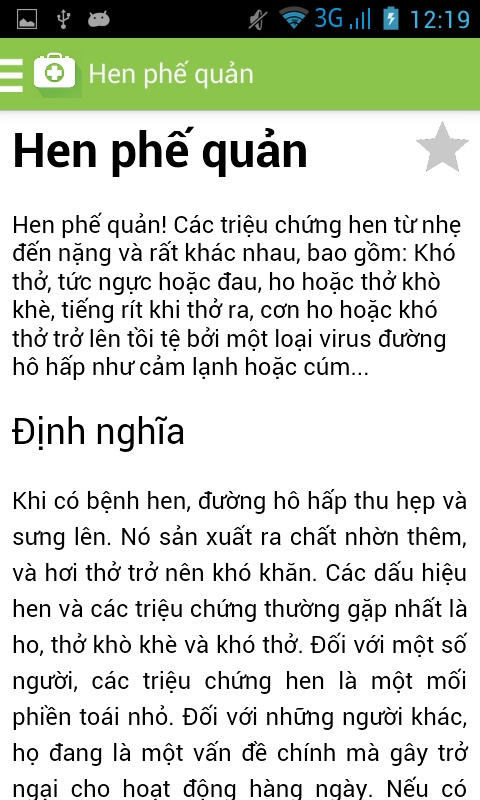 3G 12:19
Hen phế quản
Hen phế quản
Hen phế quản! Các triệu chứng hen từ nhẹ
đến nặng và rất khác nhau, bao gồm: Khó
thở, tức ngực hoặc đau, ho hoặc thở khò
khè, tiếng rít khi thở ra, cơn ho hoặc khó
thở trở lên tồi tệ bởi một loại virus đường
hô hấp như cảm lạnh hoặc cúm...
Định nghĩa
Khi có bệnh hen, đường hô hấp thu hẹp và
sưng lên. Nó sản xuất ra chất nhờn thêm,
và hơi thở trở nên khó khăn. Các dấu hiệu
hen và các triệu chứng thường gặp nhất là
ho, thở khò khè và khó thở. Đối với một số
người, các triệu chứng hen là một mối
phiền toái nhỏ. Đối với những người khác,
họ đang là một vấn đề chính mà gây trở
ngại cho hoạt động hàng ngày. Nếu có